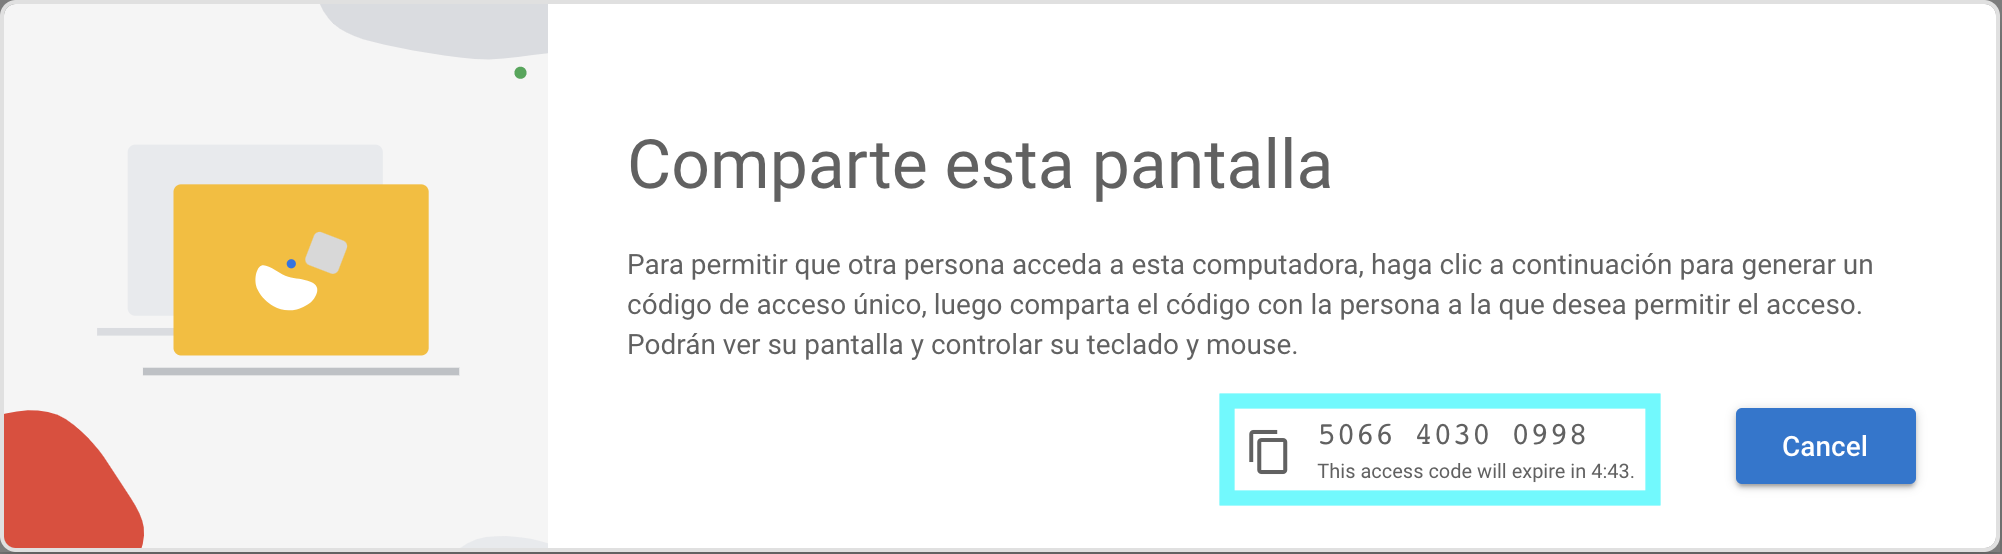 Comparte esta pantalla
Para permitir que otra persona acceda a esta computadora, haga clic a continuación para generar un
código de acceso único, luego comparta el código con la persona a la que desea permitir el acceso.
Podrán ver su pantalla y controlar su teclado y mouse.
5066 4030 0998
This access code will expire in 4:43.
Cancel